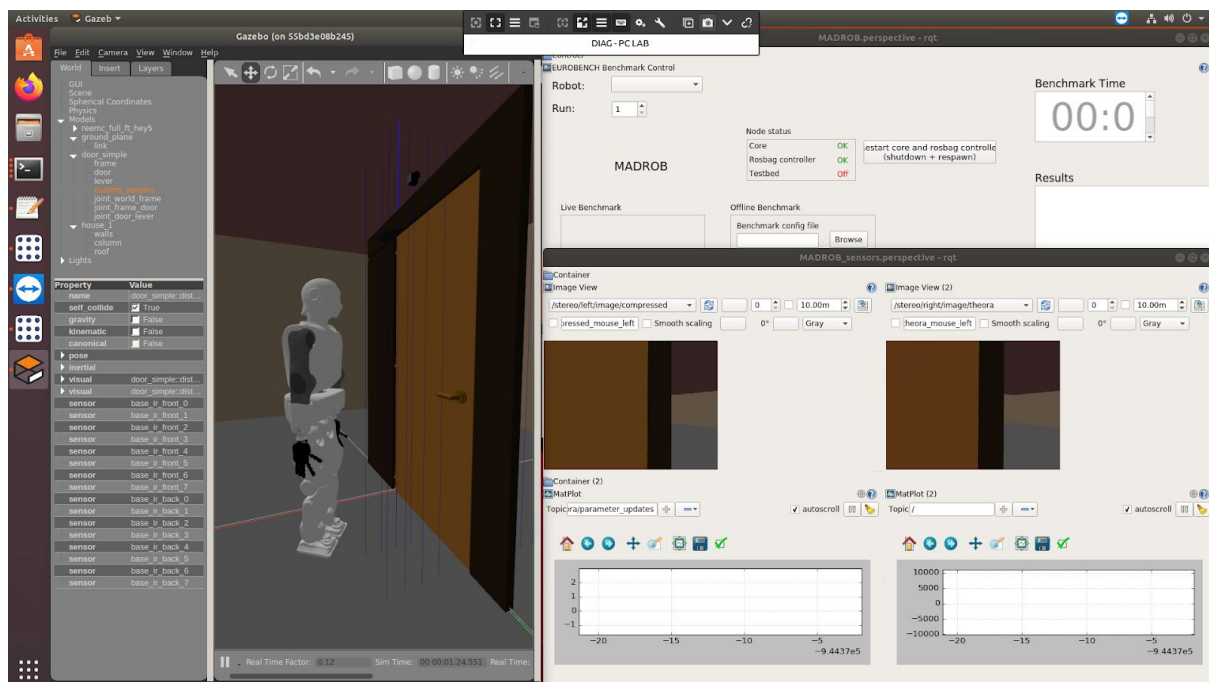 Activities
Gazeb ▾
DIAG - PC LAB
Gazebo (on 55bd3e08b245)
File Edit Camera View Window Help
World Insert Layers
GUI
Scene
Spherical Coordinates
Physics
Models
reemc_full_ft_hey5
ground_plane
link
door_simple
frame
door
lever
custom_sensors
joint_world_frame
joint_frame_door
joint_door_lever
house_1
walls
column
roof
Lights
Property Value
name door_simple::dist...
self_collide True
gravity False
kinematic False
canonical False
pose
inertial
visual door_simple::dist...
visual door_simple::dist...
sensor base_ir_front_0
sensor base_ir_front_1
sensor base_ir_front_2
sensor base_ir_front_3
sensor base_ir_front_4
sensor base_ir_front_5
sensor base_ir_front_6
sensor base_ir_front_7
sensor base_ir_back_0
sensor base_ir_back_1
sensor base_ir_back_2
sensor base_ir_back_3
sensor base_ir_back_4
sensor base_ir_back_5
sensor base_ir_back_6
sensor base_ir_back_7
Real Time Factor: 0.12 Sim Time: 00 00:01:24.551 Real Time:
MADROB.perspective - rqt
EUROBENCH Benchmark Control
Robot:
Run: 1
MADROB
Node status
Core OK
Rosbag controller OK
Testbed Off
estart core and rosbag controlle
(shutdown + respawn)
Benchmark Time
00:0
Results
Live Benchmark
Offline Benchmark
Benchmark config file
Browse
MADROB_sensors.perspective - rqt
Container
Image View
/stereo/left/image/compressed 0 10.00m
pressed_mouse_left Smooth scaling 0° Gray
Image View (2)
/stereo/right/image/theora 0 10.00m
heora_mouse_left Smooth scaling 0° Gray
Container (2)
MatPlot
Topic ora/parameter_updates autoscroll
2
1
0
−1
−20 −15 −10 −5
−9.4437e5
MatPlot (2)
Topic / autoscroll
10000
5000
0
−5000
−10000
−20 −15 −10 −5
−9.4437e5